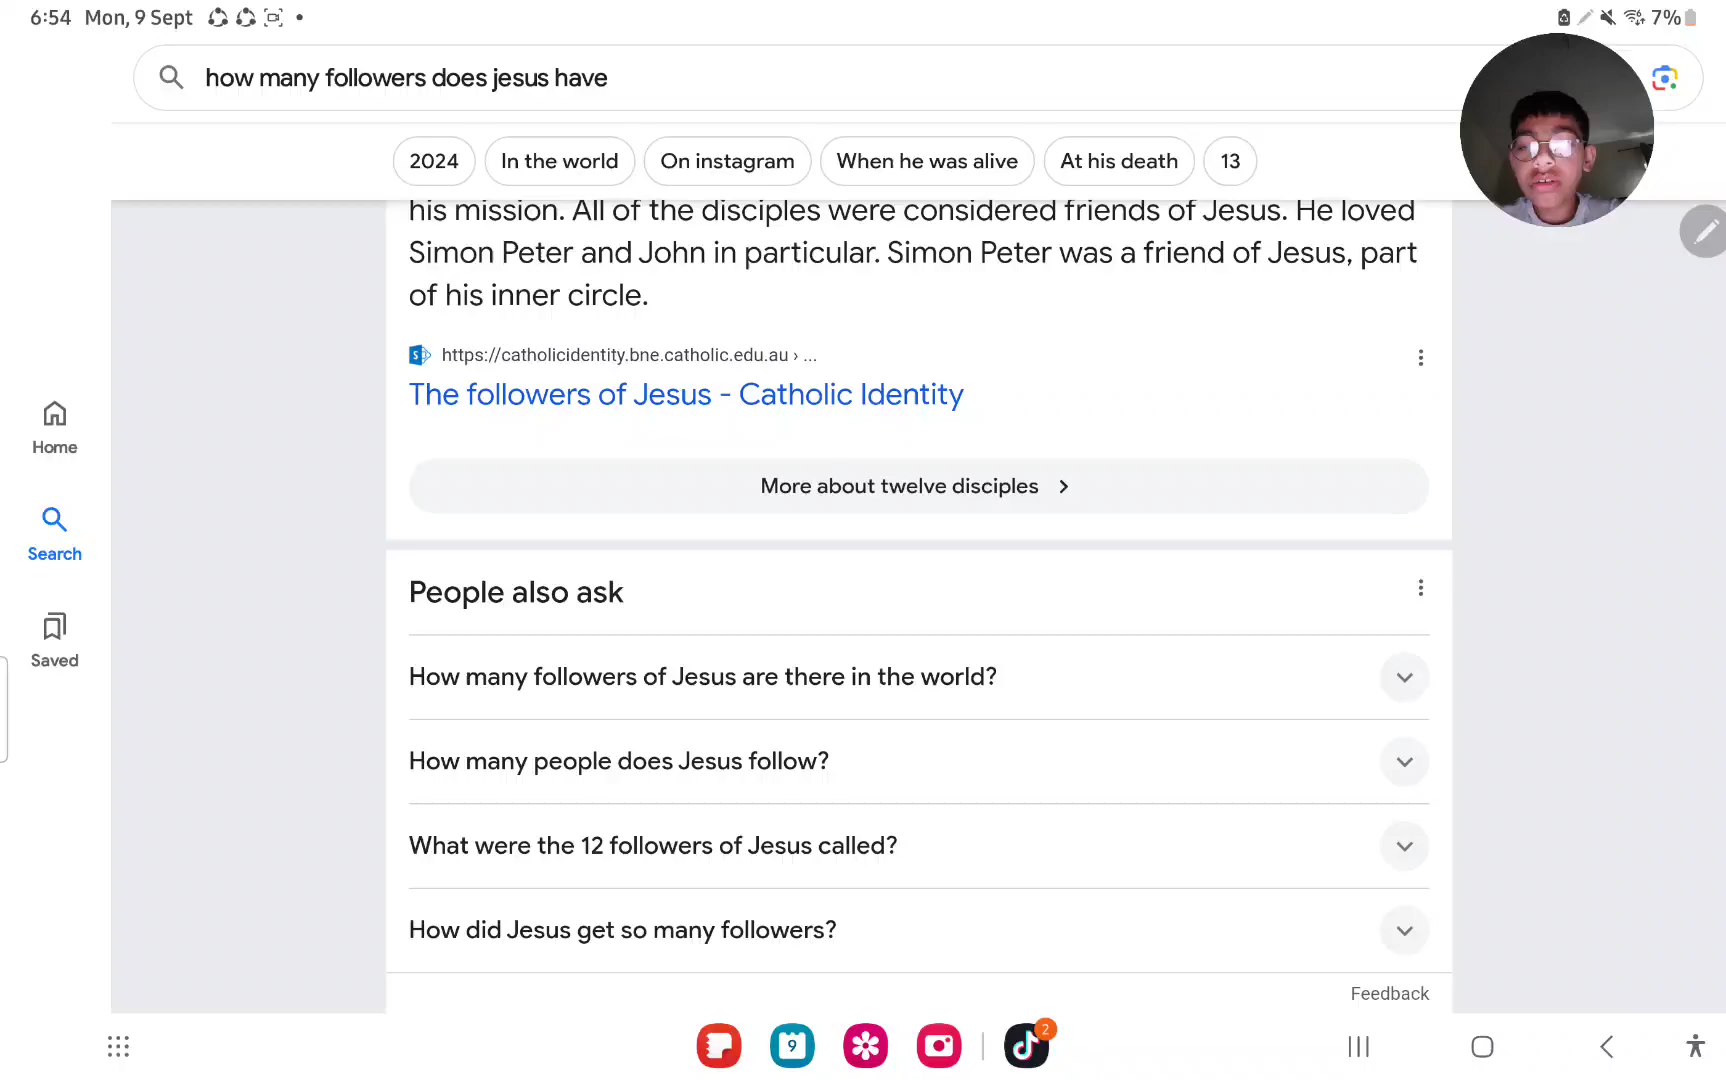 6:54 Mon, 9 Sept
7%
how many followers does jesus have
2024 In the world On instagram When he was alive At his death 13
his mission. All of the disciples were considered friends of Jesus. He loved
Simon Peter and John in particular. Simon Peter was a friend of Jesus, part
of his inner circle.
https://catholicidentity.bne.catholic.edu.au › ...
The followers of Jesus - Catholic Identity
More about twelve disciples
People also ask
How many followers of Jesus are there in the world?
How many people does Jesus follow?
What were the 12 followers of Jesus called?
How did Jesus get so many followers?
Feedback
Home
Search
Saved
9
2